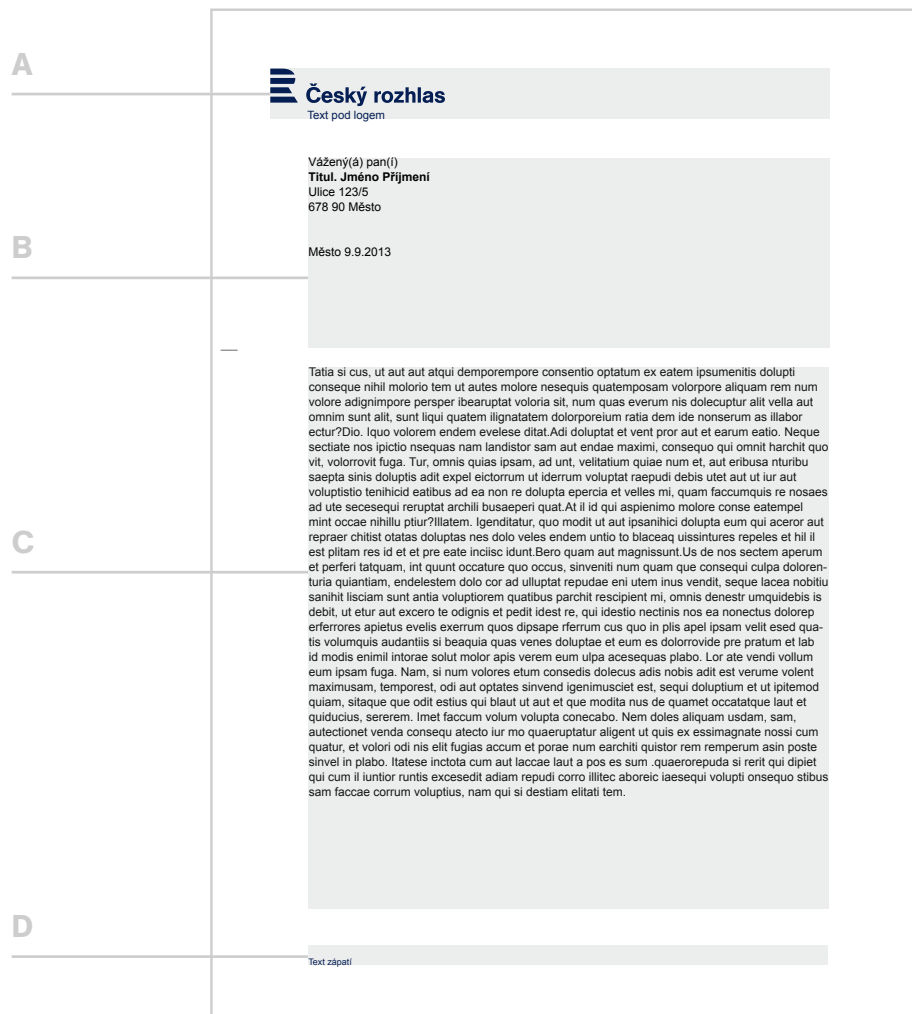 A
Český rozhlas
Text pod logem
Vážený(á) pan(í)
Titul. Jméno Příjmení
Ulice 123/5
678 90 Město
B
Město 9.9.2013
Tatia si cus, ut aut aut atqui demporempore consentio optatum ex eatem ipsumenitis dolupti
conseque nihil molorio tem ut autes molore nesequis quatemposam volorpore aliquam rem num
volore adignimpore persper ibearuptat voloria sit, num quas everum nis dolecuptur alit vella aut
omnim sunt alit, sunt liqui quatem ilignatatem dolorporeium ratia dem ide nonserum as illabor
ectur?Dio. Iquo volorem endem evelese ditat.Adi doluptat et vent pror aut et earum eatio. Neque
sectiate nos ipictio nsequas nam landistor sam aut endae maximi, consequo qui omnit harchit quo
vit, volorrovit fuga. Tur, omnis quias ipsam, ad unt, velitatium quiae num et, aut eribusa nturibu
saepta sinis doluptis adit expel eictorrum ut iderrum voluptat raepudi debis utet aut ut iur aut
voluptistio tenihicid eatibus ad ea non re dolupta epercia et velles mi, quam faccumquis re nosaes
ad ute secesequi reruptat archili busaeperi quat.At il id qui aspienimo molore conse eatempel
mint occae nihillu ptiur?Illatem. Igenditatur, quo modit ut aut ipsanihici dolupta eum qui aceror aut
repraer chitist otatas doluptas nes dolo veles endem untio to blaceaq uissintures repeles et hil il
est plitam res id et et pre eate inciisc idunt.Bero quam aut magnissunt.Us de nos sectem aperum
C
et perferi tatquam, int quunt occature quo occus, sinveniti num quam que consequi culpa doloren-
turia quiantiam, endelestem dolo cor ad ulluptat repudae eni utem inus vendit, seque lacea nobitiu
sanihit lisciam sunt antia voluptiorem quatibus parchit rescipient mi, omnis denestr umquidebis is
debit, ut etur aut excero te odignis et pedit idest re, qui idestio nectinis nos ea nonectus dolorep
erferrores apietus evelis exerrum quos dipsape rferrum cus quo in plis apel ipsam velit esed qua-
tis volumquis audantiis si beaquia quas venes doluptae et eum es dolorrovide pre pratum et lab
id modis enimil intorae solut molor apis verem eum ulpa acesequas plabo. Lor ate vendi vollum
eum ipsam fuga. Nam, si num volores etum consedis dolecus adis nobis adit est verume volent
maximusam, temporest, odi aut optates sinvend igenimusciet est, sequi doluptium et ut ipitemod
quiam, sitaque que odit estius qui blaut ut aut et que modita nus de quamet occatatque laut et
quiducius, sererem. Imet faccum volum volupta conecabo. Nem doles aliquam usdam, sam,
autectionet venda consequ atecto iur mo quaeruptatur aligent ut quis ex essimagnate nossi cum
quatur, et volori odi nis elit fugias accum et porae num earchiti quistor rem remperum asin poste
sinvel in plabo. Itatese inctota cum aut laccae laut a pos es sum .quaerorepuda si rerit qui dipiet
qui cum il iuntior runtis excesedit adiam repudi corro illitec aboreic iaesequi volupti onsequo stibus
sam faccae corrum voluptius, nam qui si destiam elitati tem.
D
Text zápatí